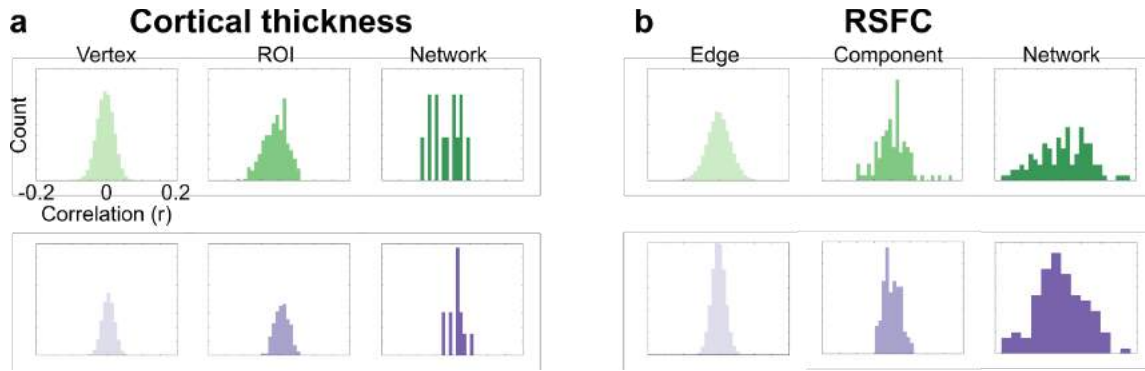 a Cortical thickness
Vertex ROI Network
Count
-0.2 0 0.2
Correlation (r)
b RSFC
Edge Component Network